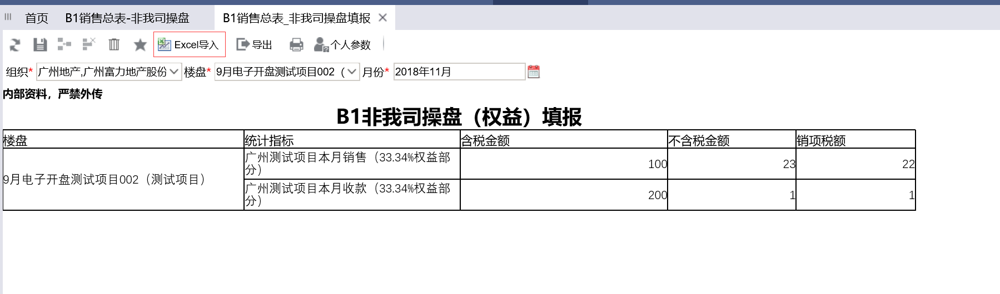 首页 B1销售总表-非我司操盘 B1销售总表_非我司操盘填报
Excel导入 导出 个人参数
组织* 广州地产,广州富力地产股份 楼盘* 9月电子开盘测试项目002（ 月份* 2018年11月
内部资料，严禁外传
B1非我司操盘（权益）填报
楼盘 统计指标 含税金额 不含税金额 销项税额
9月电子开盘测试项目002（测试项目）
广州测试项目本月销售（33.34%权益部
分） 100 23 22
广州测试项目本月收款（33.34%权益部
分） 200 1 1